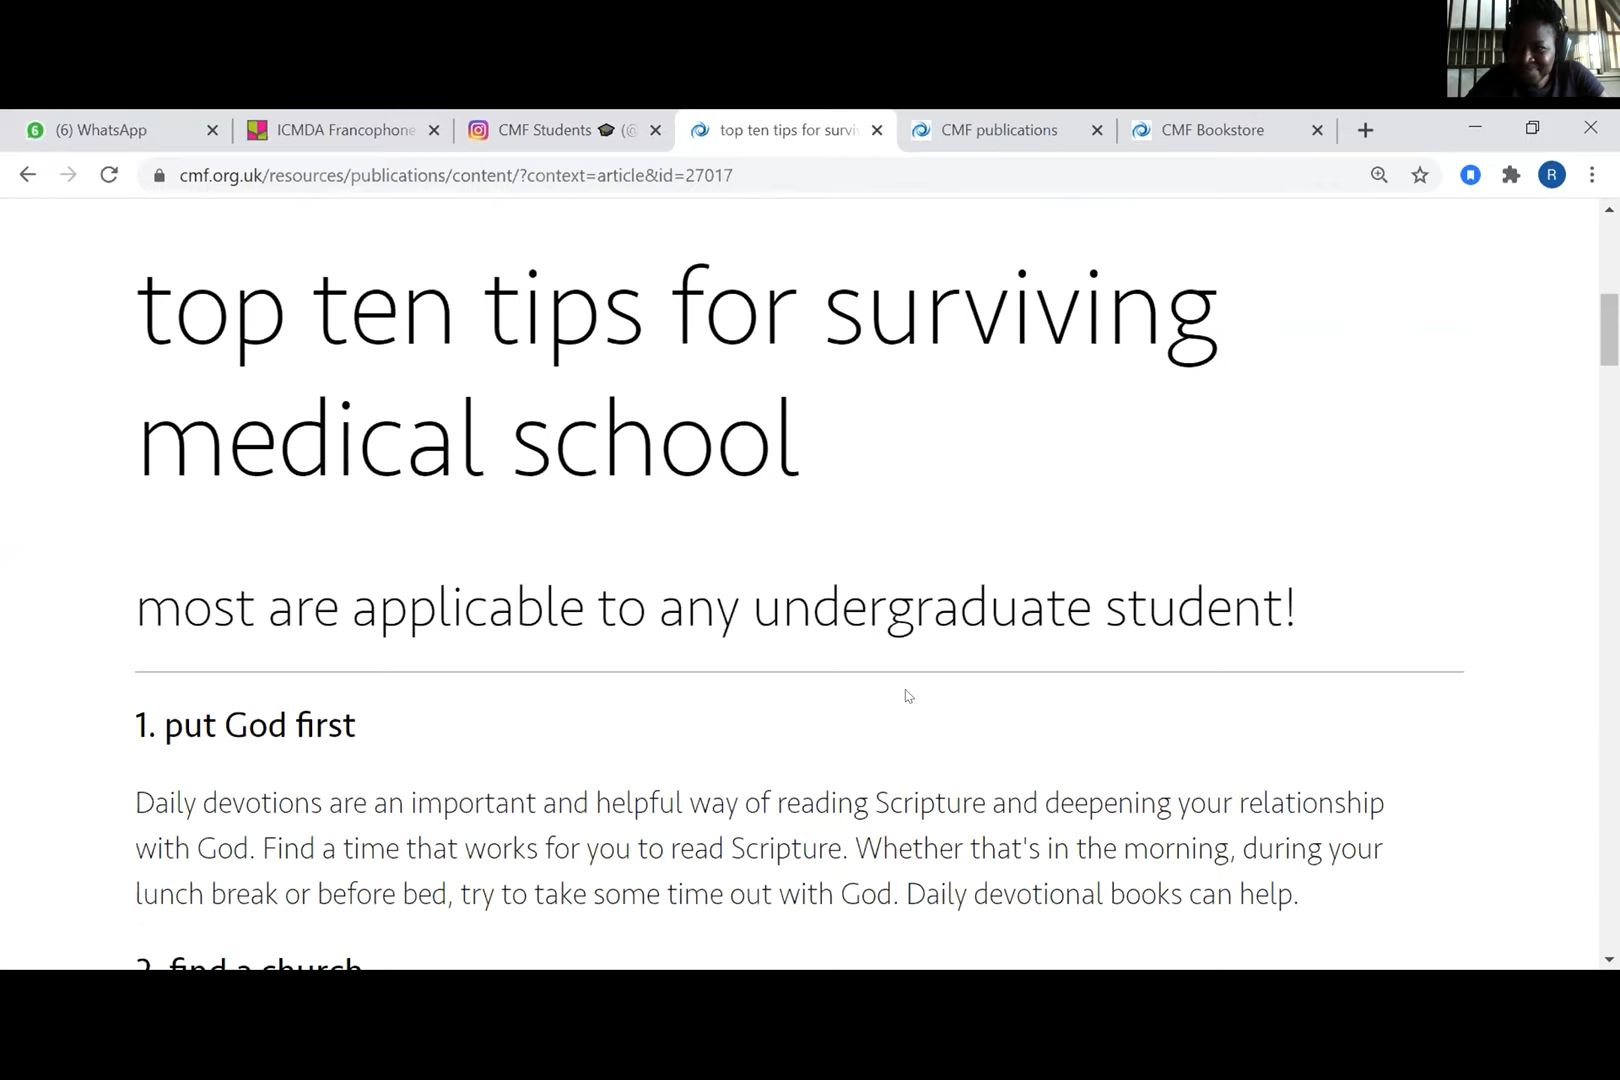 6 (6) WhatsApp
ICMDA Francophone
CMF Students 🎓 (@
top ten tips for survi
CMF publications
CMF Bookstore
cmf.org.uk/resources/publications/content/?context=article&id=27017
R
top ten tips for surviving
medical school
most are applicable to any undergraduate student!
1. put God first
Daily devotions are an important and helpful way of reading Scripture and deepening your relationship
with God. Find a time that works for you to read Scripture. Whether that's in the morning, during your
lunch break or before bed, try to take some time out with God. Daily devotional books can help.
2. find a church